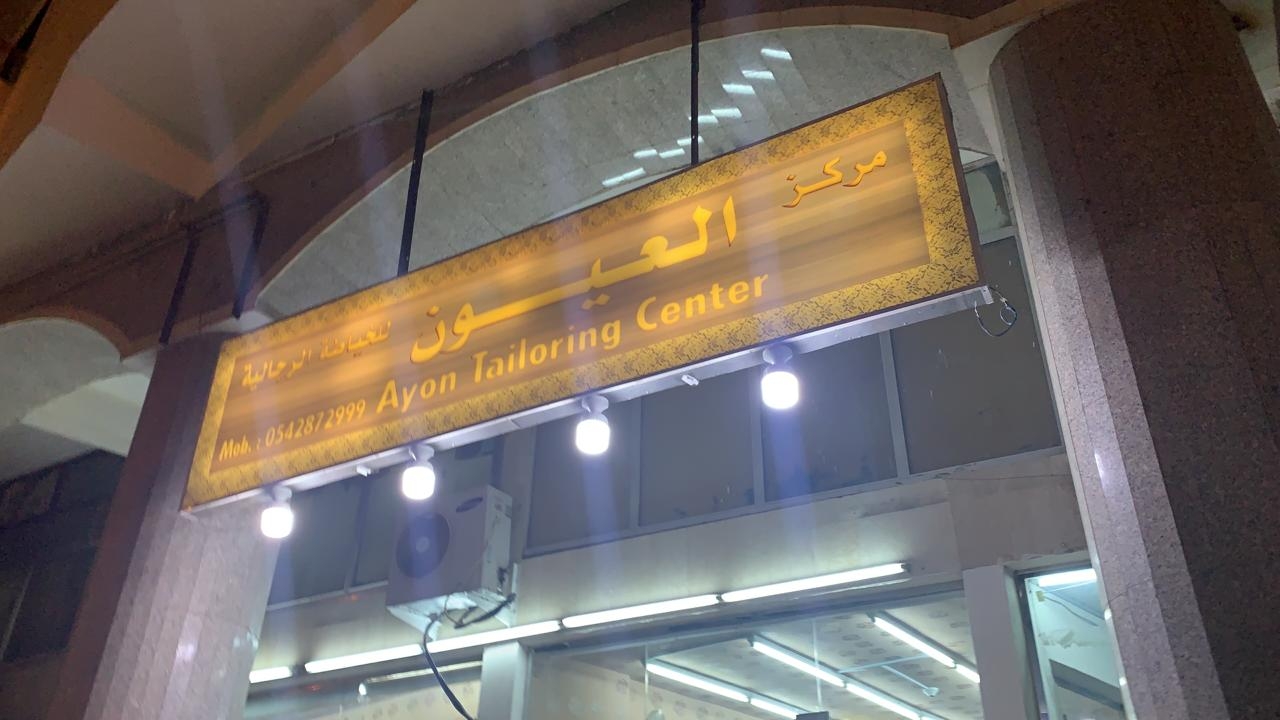 مركز
العيون
للخياطة الرجالية
Ayon Tailoring Center
Mob. : 0542872999